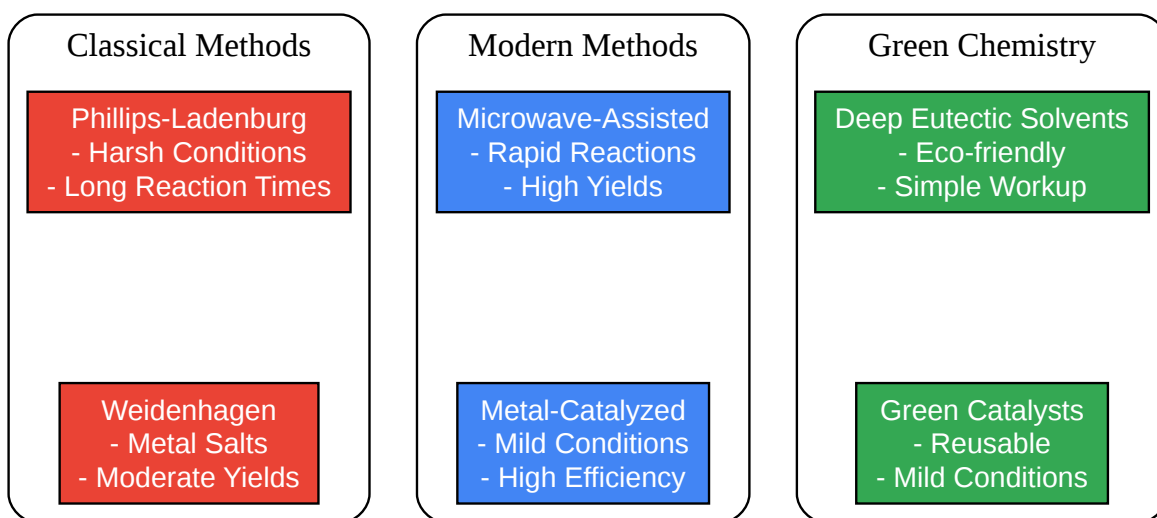 Classical Methods
Phillips-Ladenburg
- Harsh Conditions
- Long Reaction Times
Weidenhagen
- Metal Salts
- Moderate Yields
Modern Methods
Microwave-Assisted
- Rapid Reactions
- High Yields
Metal-Catalyzed
- Mild Conditions
- High Efficiency
Green Chemistry
Deep Eutectic Solvents
- Eco-friendly
- Simple Workup
Green Catalysts
- Reusable
- Mild Conditions